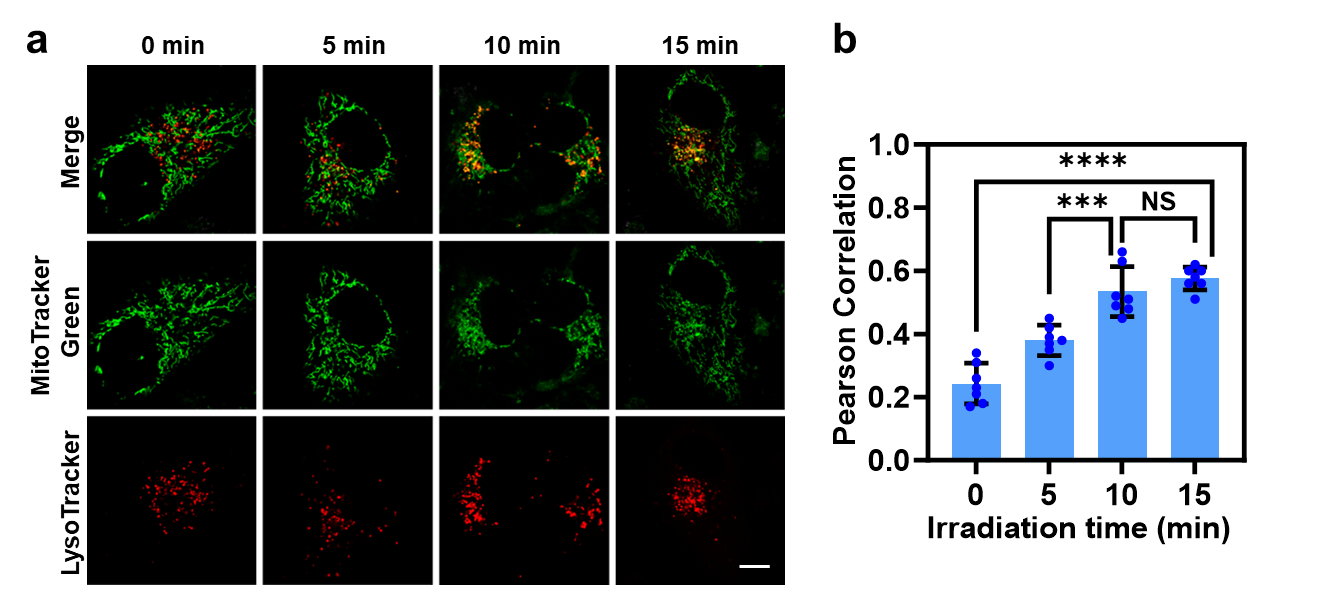 a
0 min 5 min 10 min 15 min
Merge
MitoTracker
Green
LysoTracker
b
Pearson Correlation
1.0
0.8
0.6
0.4
0.2
0.0
****
*** NS
0 5 10 15
Irradiation time (min)